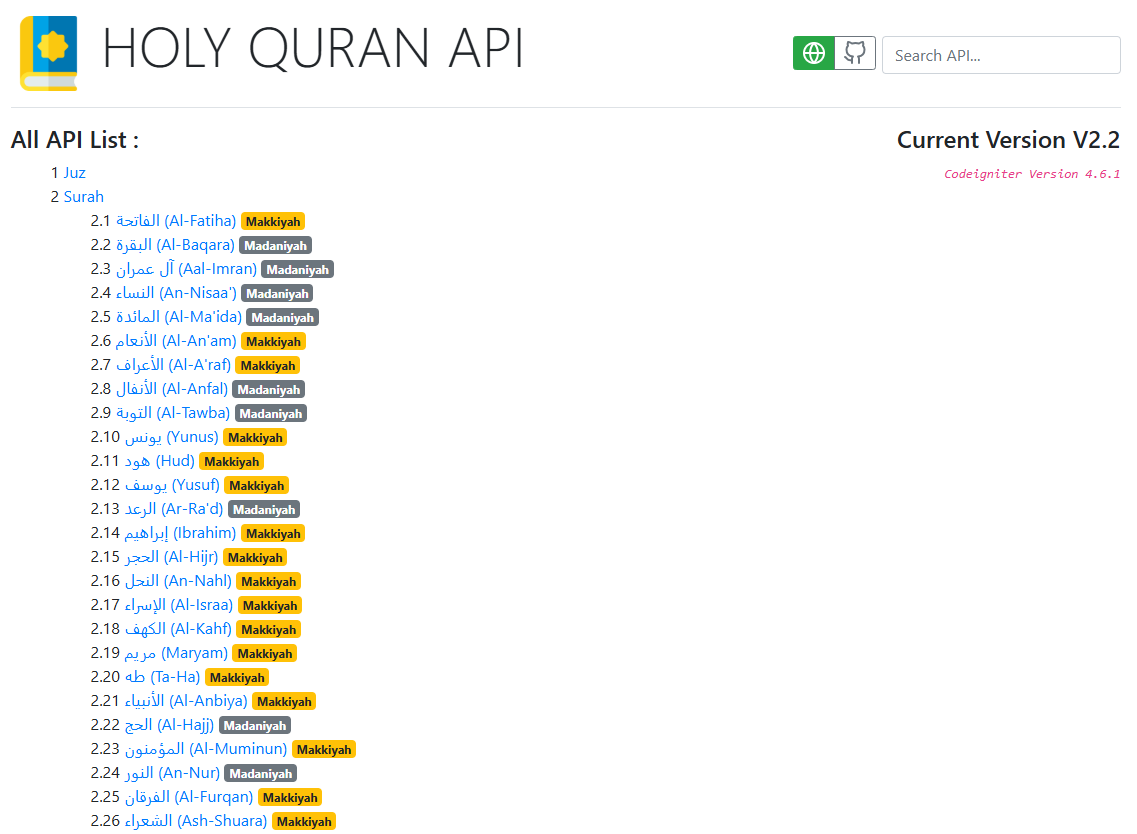 HOLY QURAN API
Search API...
All API List :
Current Version V2.2
Codeigniter Version 4.6.1
1 Juz
2 Surah
2.1 الفاتحة (Al-Fatiha) Makkiyah
2.2 البقرة (Al-Baqara) Madaniyah
2.3 آل عمران (Aal-Imran) Madaniyah
2.4 النساء (An-Nisaa') Madaniyah
2.5 المائدة (Al-Ma'ida) Madaniyah
2.6 الأنعام (Al-An'am) Makkiyah
2.7 الأعراف (Al-A'raf) Makkiyah
2.8 الأنفال (Al-Anfal) Madaniyah
2.9 التوبة (Al-Tawba) Madaniyah
2.10 يونس (Yunus) Makkiyah
2.11 هود (Hud) Makkiyah
2.12 يوسف (Yusuf) Makkiyah
2.13 الرعد (Ar-Ra'd) Madaniyah
2.14 إبراهيم (Ibrahim) Makkiyah
2.15 الحجر (Al-Hijr) Makkiyah
2.16 النحل (An-Nahl) Makkiyah
2.17 الإسراء (Al-Israa) Makkiyah
2.18 الكهف (Al-Kahf) Makkiyah
2.19 مريم (Maryam) Makkiyah
2.20 طه (Ta-Ha) Makkiyah
2.21 الأنبياء (Al-Anbiya) Makkiyah
2.22 الحج (Al-Hajj) Madaniyah
2.23 المؤمنون (Al-Muminun) Makkiyah
2.24 النور (An-Nur) Madaniyah
2.25 الفرقان (Al-Furqan) Makkiyah
2.26 الشعراء (Ash-Shuara) Makkiyah